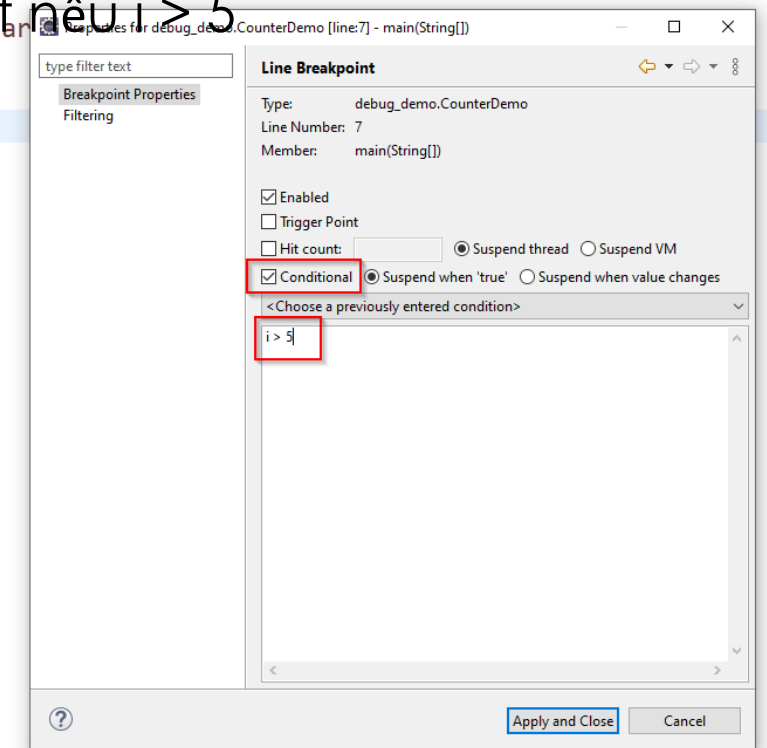 t nếu i > 5
ar
Properties for debug_demo.CounterDemo [line:7] - main(String[])
type filter text
Breakpoint Properties
Filtering
Line Breakpoint
Type: debug_demo.CounterDemo
Line Number: 7
Member: main(String[])
Enabled
Trigger Point
Hit count: Suspend thread Suspend VM
Conditional Suspend when 'true' Suspend when value changes
<Choose a previously entered condition>
i > 5
Apply and Close Cancel